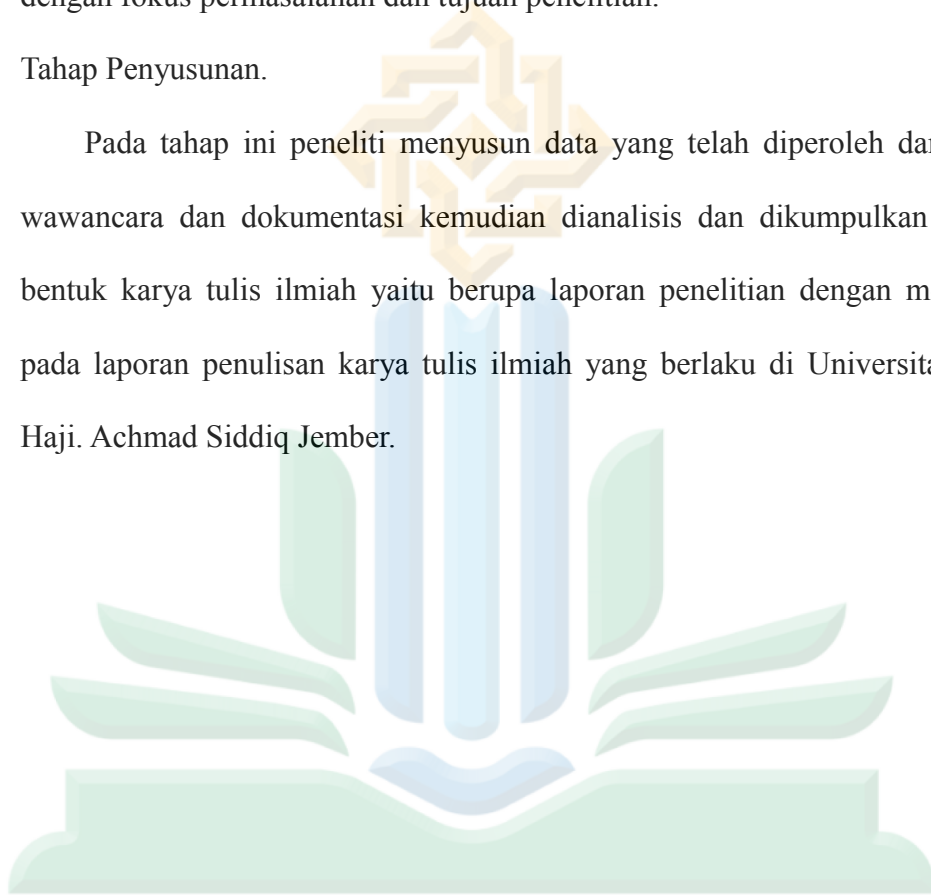 dengan fokus permasalahan dan tujuan penelitian.
Tahap Penyusunan.
Pada tahap ini peneliti menyusun data yang telah diperoleh
wawancara dan dokumentasi kemudian dianalisis dan dikumpulkan
bentuk karya tulis ilmiah yaitu berupa laporan penelitian dengan
pada laporan penulisan karya tulis ilmiah yang berlaku di
Haji. Achmad Siddiq Jember.